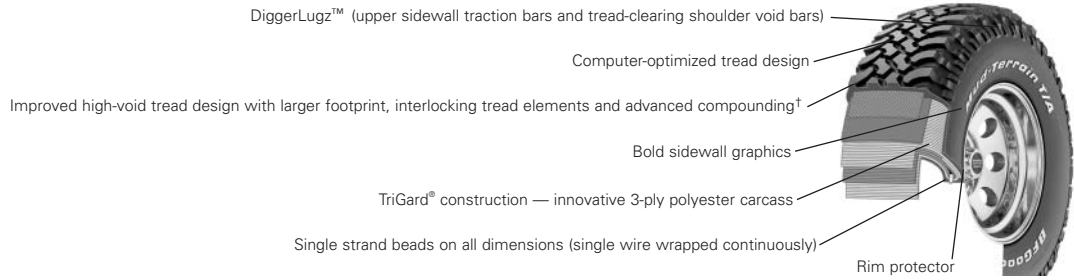 DiggerLugz™ (upper sidewall traction bars and tread-clearing shoulder void bars)
Computer-optimized tread design
Improved high-void tread design with larger footprint, interlocking tread elements and advanced compounding†
Mud-Terrain T/A
Bold sidewall graphics
TriGard® construction — innovative 3-ply polyester carcass
Single strand beads on all dimensions (single wire wrapped continuously)
Rim protector
BFGood